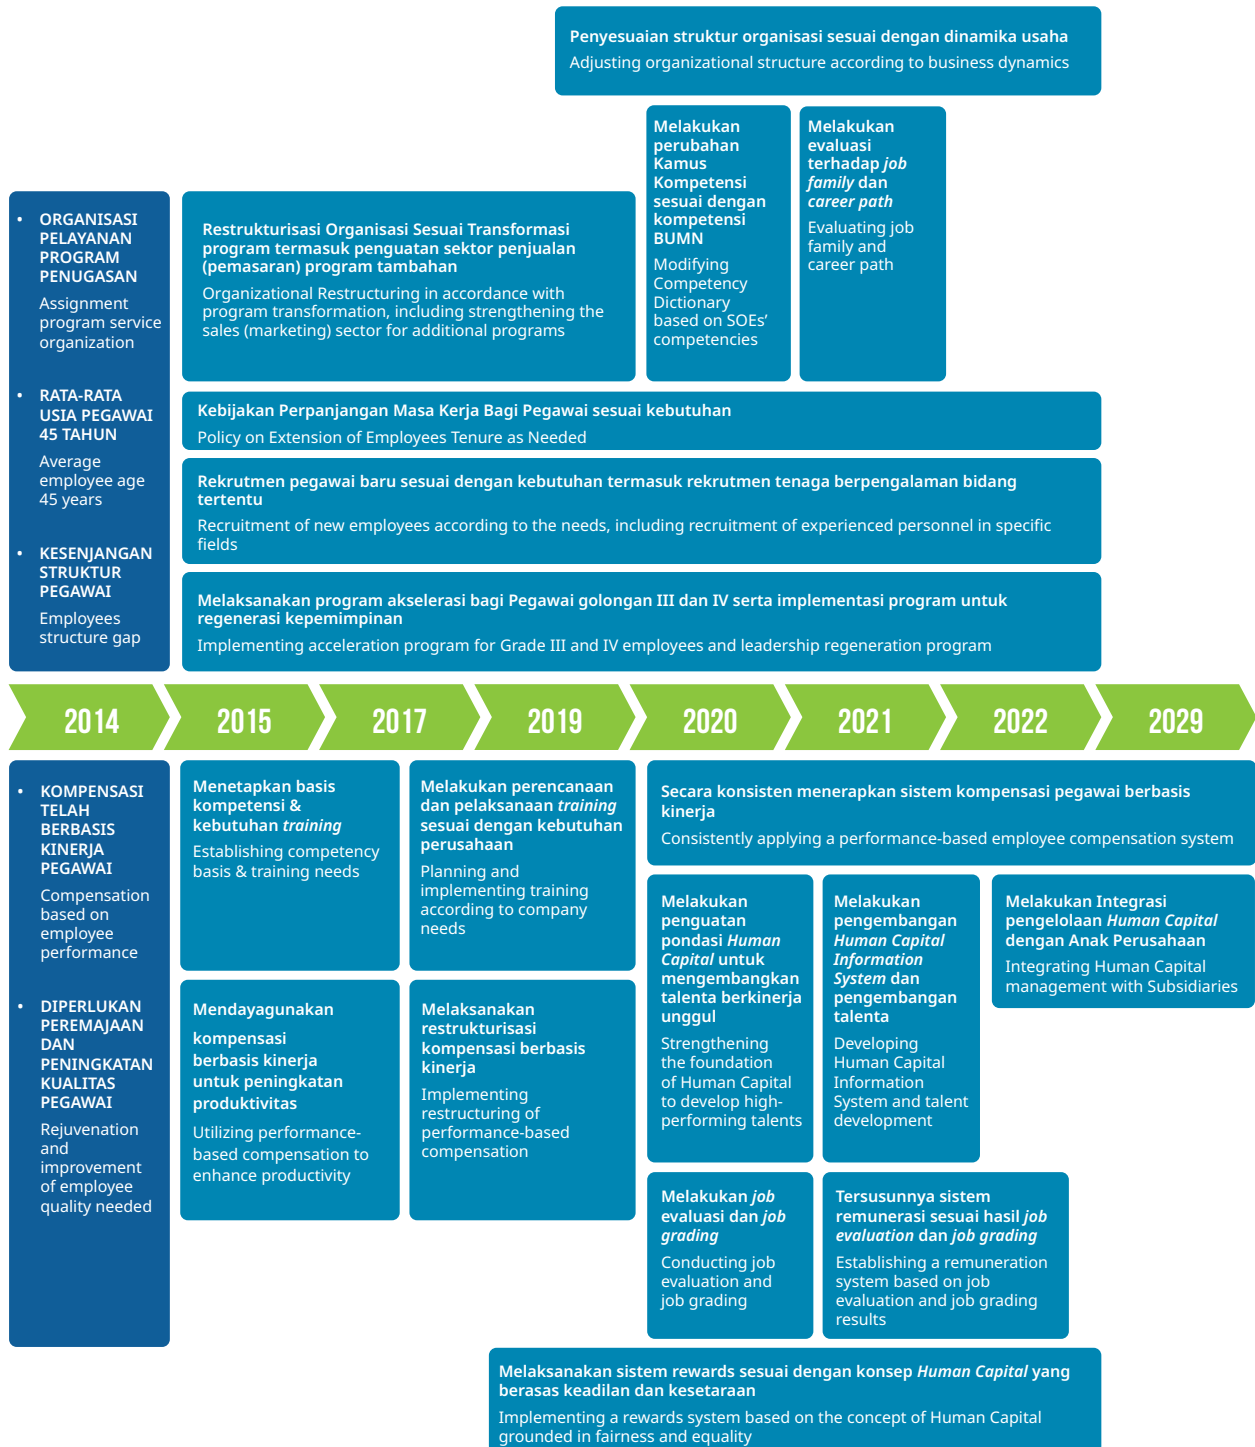 Penyesuaian struktur organisasi sesuai dengan dinamika usaha
Adjusting organizational structure according to business dynamics
Melakukan
perubahan
Kamus
Kompetensi
sesuai dengan
kompetensi
BUMN
Modifying
Competency
Dictionary
based on SOEs’
competencies
Melakukan
evaluasi
terhadap job
family dan
career path
Evaluating job
family and
career path
• ORGANISASI
PELAYANAN
PROGRAM
PENUGASAN
Assignment
program service
organization
• RATA-RATA
USIA PEGAWAI
45 TAHUN
Average
employee age
45 years
• KESENJANGAN
STRUKTUR
PEGAWAI
Employees
structure gap
Restrukturisasi Organisasi Sesuai Transformasi
program termasuk penguatan sektor penjualan
(pemasaran) program tambahan
Organizational Restructuring in accordance with
program transformation, including strengthening the
sales (marketing) sector for additional programs
Kebijakan Perpanjangan Masa Kerja Bagi Pegawai sesuai kebutuhan
Policy on Extension of Employees Tenure as Needed
Rekrutmen pegawai baru sesuai dengan kebutuhan termasuk rekrutmen tenaga berpengalaman bidang
tertentu
Recruitment of new employees according to the needs, including recruitment of experienced personnel in specific
fields
Melaksanakan program akselerasi bagi Pegawai golongan III dan IV serta implementasi program untuk
regenerasi kepemimpinan
Implementing acceleration program for Grade III and IV employees and leadership regeneration program
2014 2015 2017 2019 2020 2021 2022 2029
• KOMPENSASI
TELAH
BERBASIS
KINERJA
PEGAWAI
Compensation
based on
employee
performance
• DIPERLUKAN
PEREMAJAAN
DAN
PENINGKATAN
KUALITAS
PEGAWAI
Rejuvenation
and
improvement
of employee
quality needed
Menetapkan basis
kompetensi &
kebutuhan training
Establishing competency
basis & training needs
Melakukan perencanaan
dan pelaksanaan training
sesuai dengan kebutuhan
perusahaan
Planning and
implementing training
according to company
needs
Mendayagunakan
kompensasi
berbasis kinerja
untuk peningkatan
produktivitas
Utilizing performance-
based compensation to
enhance productivity
Melaksanakan
restrukturisasi
kompensasi berbasis
kinerja
Implementing
restructuring of
performance-based
compensation
Secara konsisten menerapkan sistem kompensasi pegawai berbasis
kinerja
Consistently applying a performance-based employee compensation system
Melakukan
penguatan
pondasi Human
Capital untuk
mengembangkan
talenta berkinerja
unggul
Strengthening
the foundation
of Human Capital
to develop high-
performing talents
Melakukan
pengembangan
Human Capital
Information
System dan
pengembangan
talenta
Developing
Human Capital
Information
System and talent
development
Melakukan Integrasi
pengelolaan Human Capital
dengan Anak Perusahaan
Integrating Human Capital
management with Subsidiaries
Melakukan job
evaluasi dan job
grading
Conducting job
evaluation and
job grading
Tersusunnya sistem
remunerasi sesuai hasil job
evaluation dan job grading
Establishing a remuneration
system based on job
evaluation and job grading
results
Melaksanakan sistem rewards sesuai dengan konsep Human Capital yang
berasas keadilan dan kesetaraan
Implementing a rewards system based on the concept of Human Capital
grounded in fairness and equality